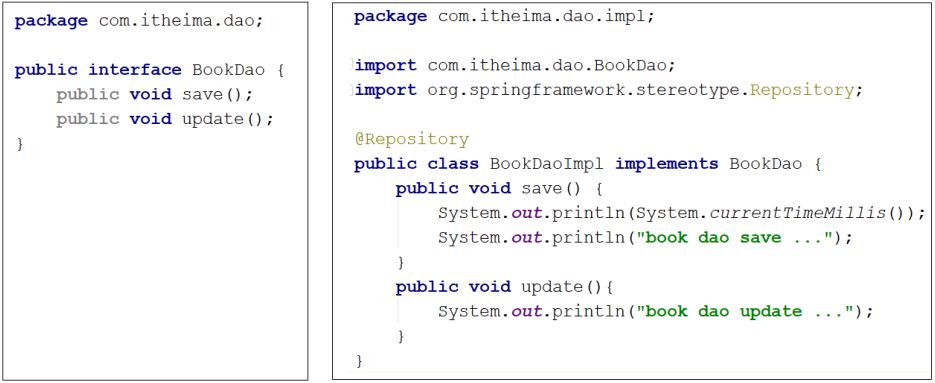 package com.itheima.dao;
public interface BookDao {
    public void save();
    public void update();
}
package com.itheima.dao.impl;
import com.itheima.dao.BookDao;
import org.springframework.stereotype.Repository;
@Repository
public class BookDaoImpl implements BookDao {
    public void save() {
        System.out.println(System.currentTimeMillis());
        System.out.println("book dao save ...");
    }
    public void update(){
        System.out.println("book dao update ...");
    }
}